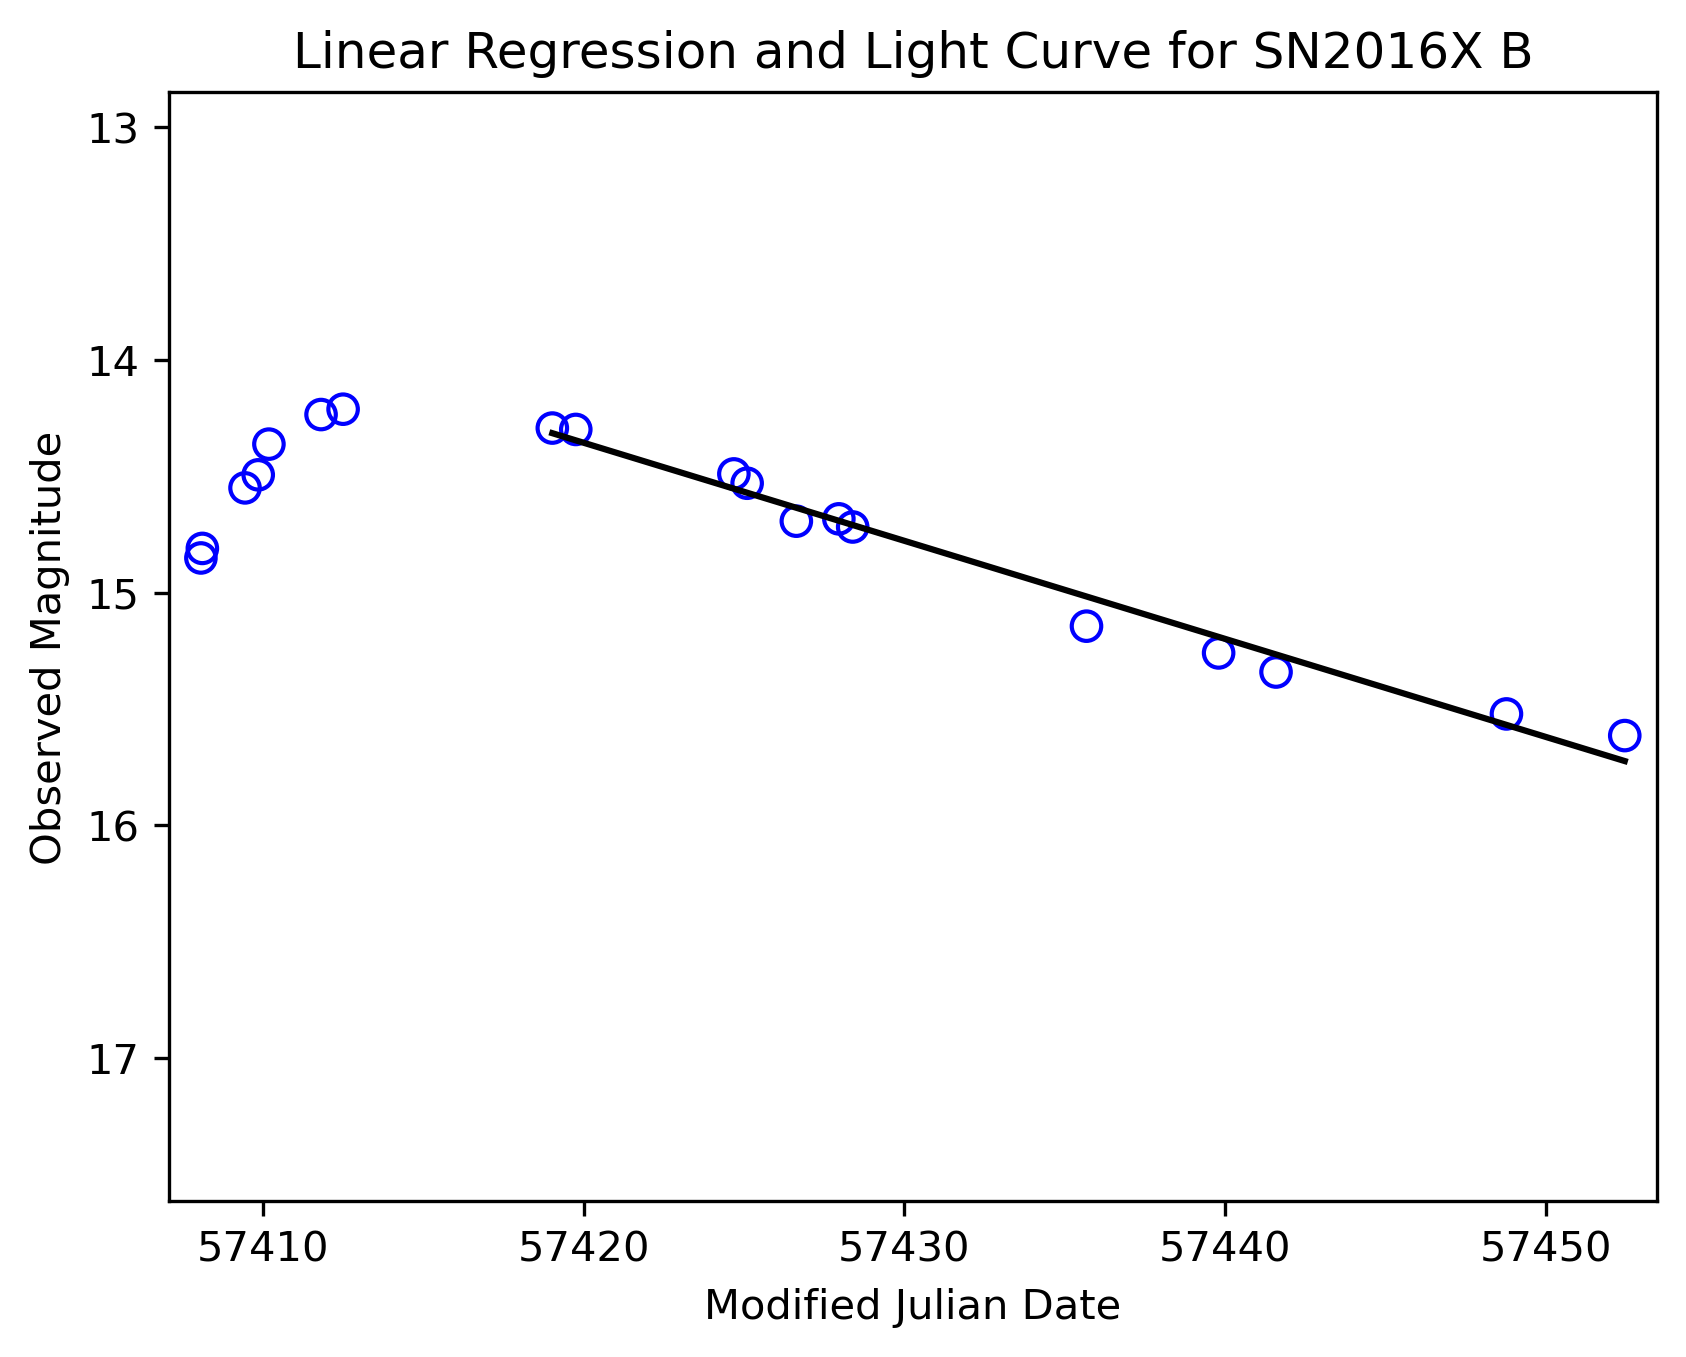 Linear Regression and Light Curve for SN2016X B
13
14
15
16
17
Observed Magnitude
57410 57420 57430 57440 57450
Modified Julian Date